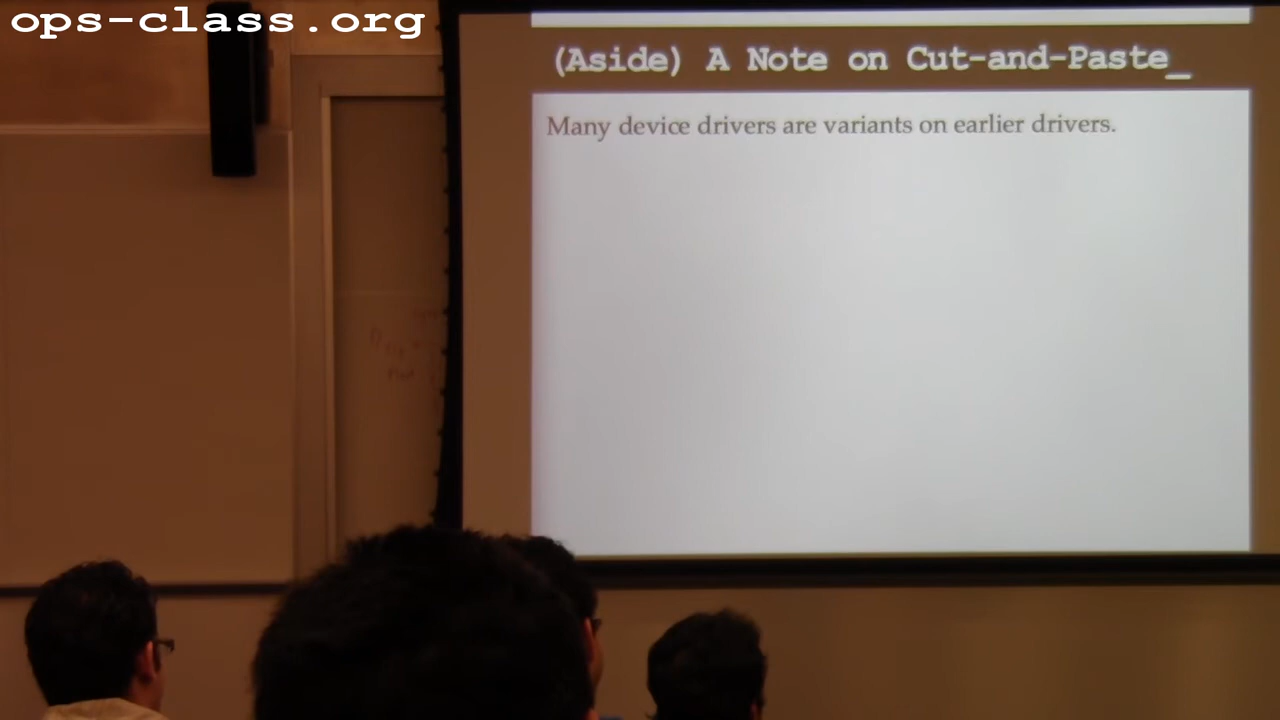 ops-class.org
(Aside) A Note on Cut-and-Paste_
Many device drivers are variants on earlier drivers.